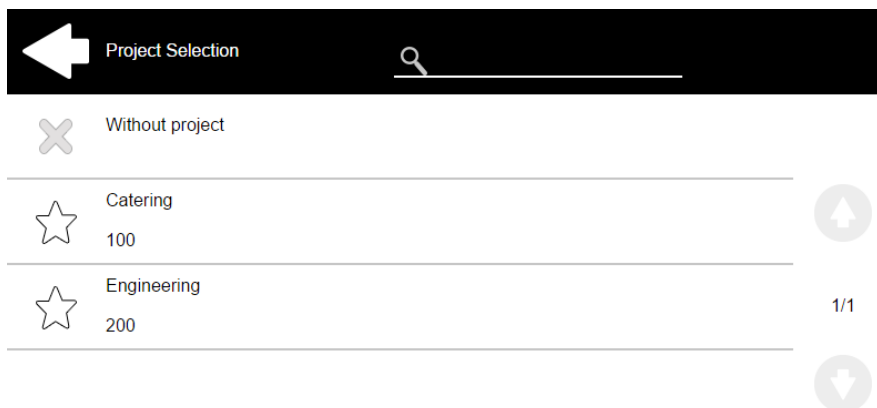 Project Selection
Without project
Catering
100
Engineering
200
1/1